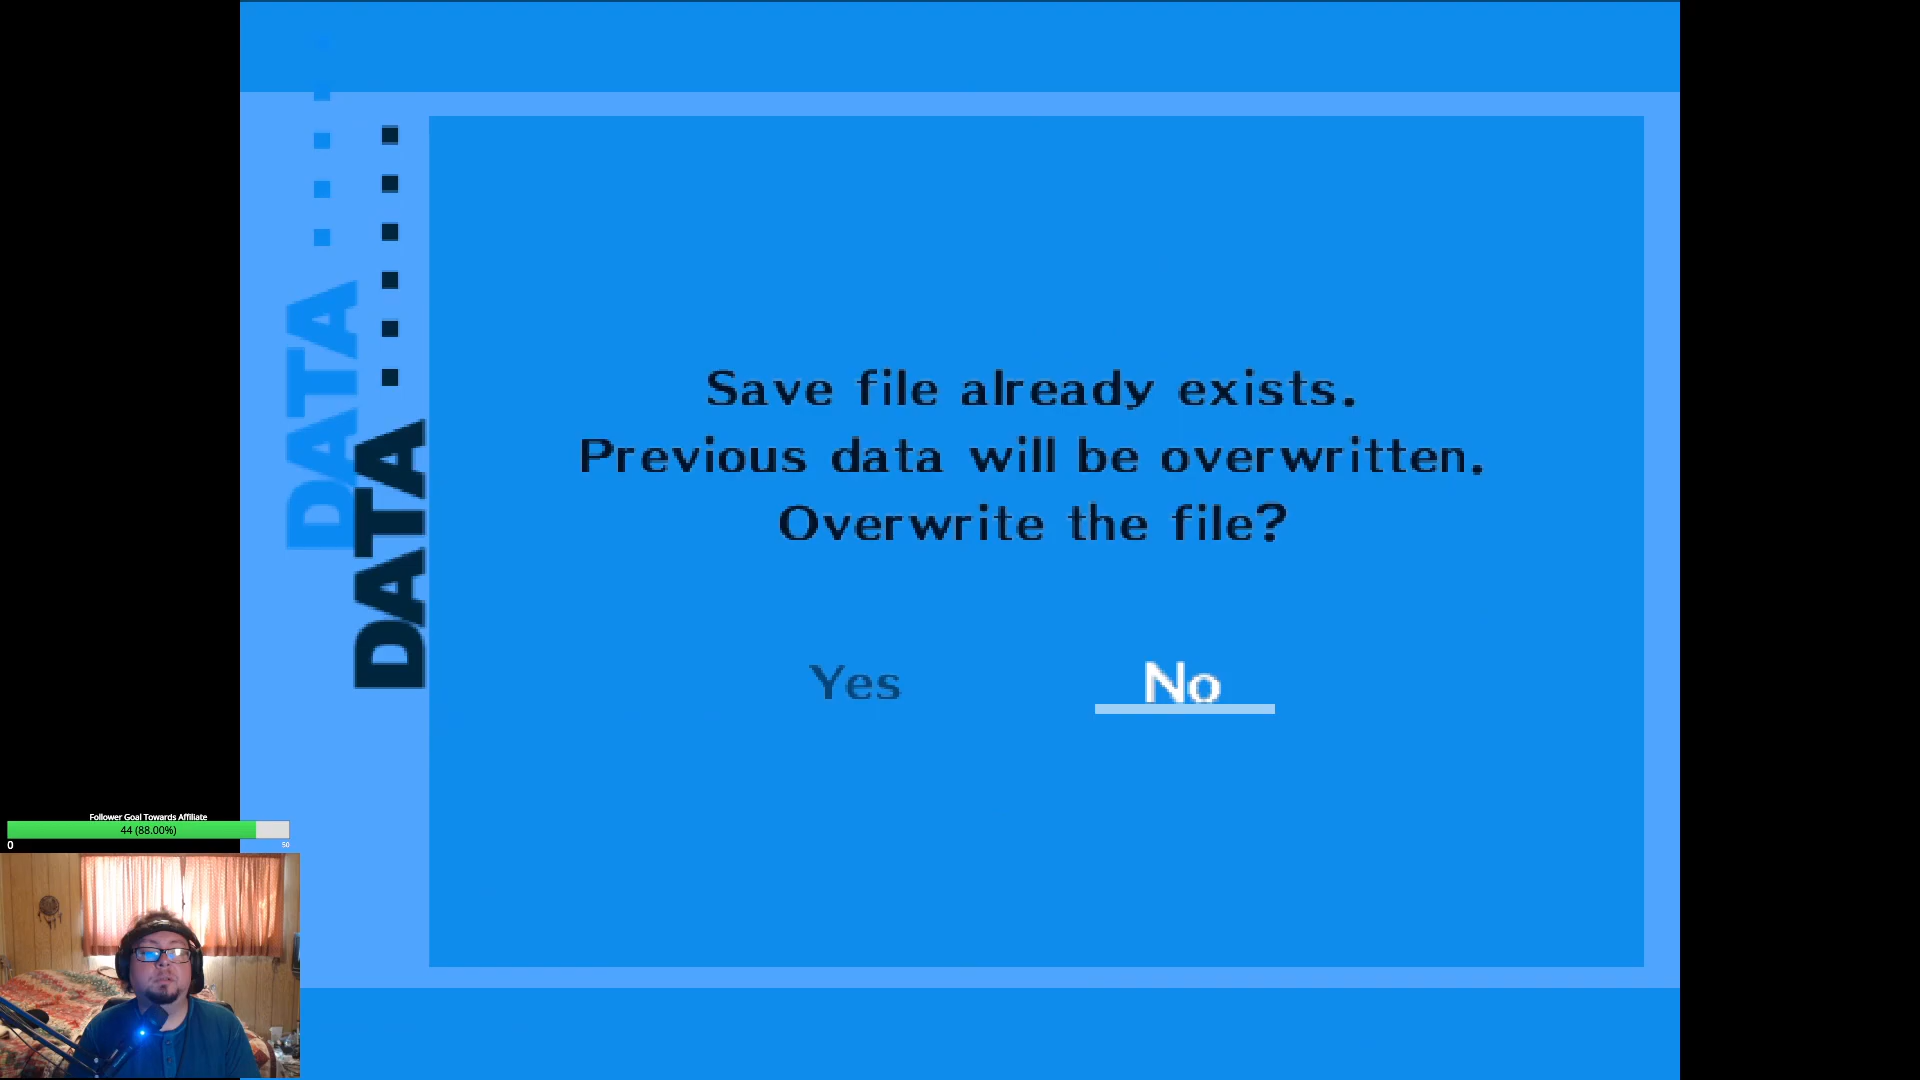 DATA
DATA
Save file already exists.
Previous data will be overwritten.
Overwrite the file?
Yes No
Follower Goal Towards Affiliate
44 (88.00%)
0 50